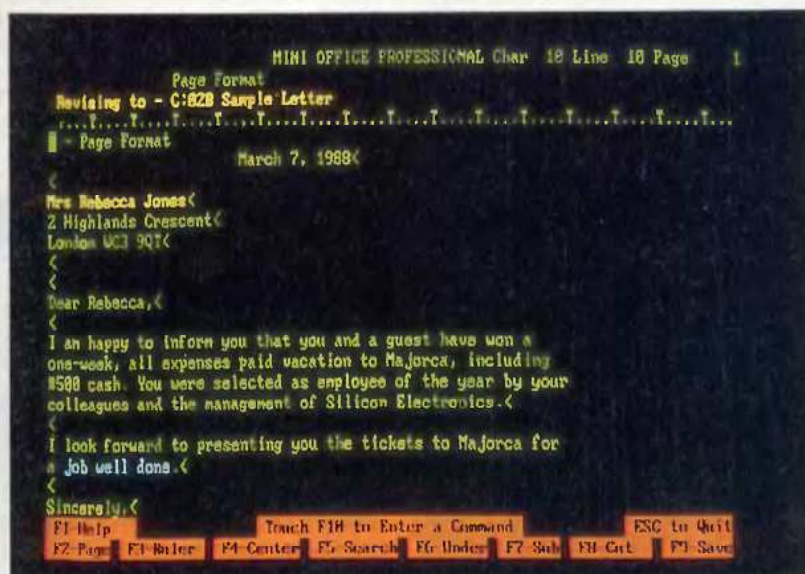 MINI OFFICE PROFESSIONAL Char 10 Line 10 Page 1
Page Format
Revising to - C:020 Sample Letter
r....T....T....T....T....T....T....T....T....T....T....T....T....T....T....T...
- Page Format
March 7, 1988<
<
Mrs Rebecca Jones<
2 Highlands Crescent<
London WC3 9QT<
<
<
Dear Rebecca,<
<
I am happy to inform you that you and a guest have won a
one-week, all expenses paid vacation to Majorca, including
#500 cash. You were selected as employee of the year by your
colleagues and the management of Silicon Electronics.<
<
I look forward to presenting you the tickets to Majorca for
a job well done.<
<
Sincerely,<
F1-Help Touch F10 to Enter a Command ESC to Quit
F2-Page F3-Ruler F4-Center F5-Search F6-Under F7-Sub F8-Cut F9-Save